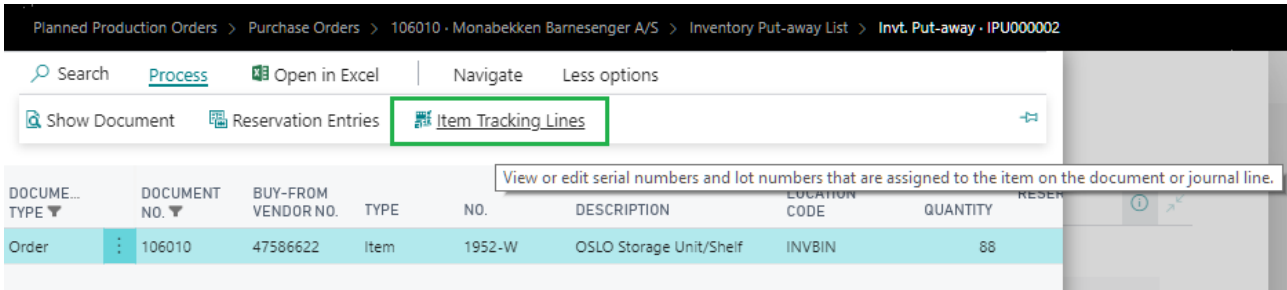 Planned Production Orders > Purchase Orders > 106010 · Monabekken Barnesenger A/S > Inventory Put-away List > Invt. Put-away · IPU000002
Search Process Open in Excel Navigate Less options
Show Document Reservation Entries Item Tracking Lines
View or edit serial numbers and lot numbers that are assigned to the item on the document or journal line.
DOCUME... DOCUMENT BUY-FROM LOCATION RESER
TYPE NO. VENDOR NO. TYPE NO. DESCRIPTION CODE QUANTITY
Order 106010 47586622 Item 1952-W OSLO Storage Unit/Shelf INVBIN 88